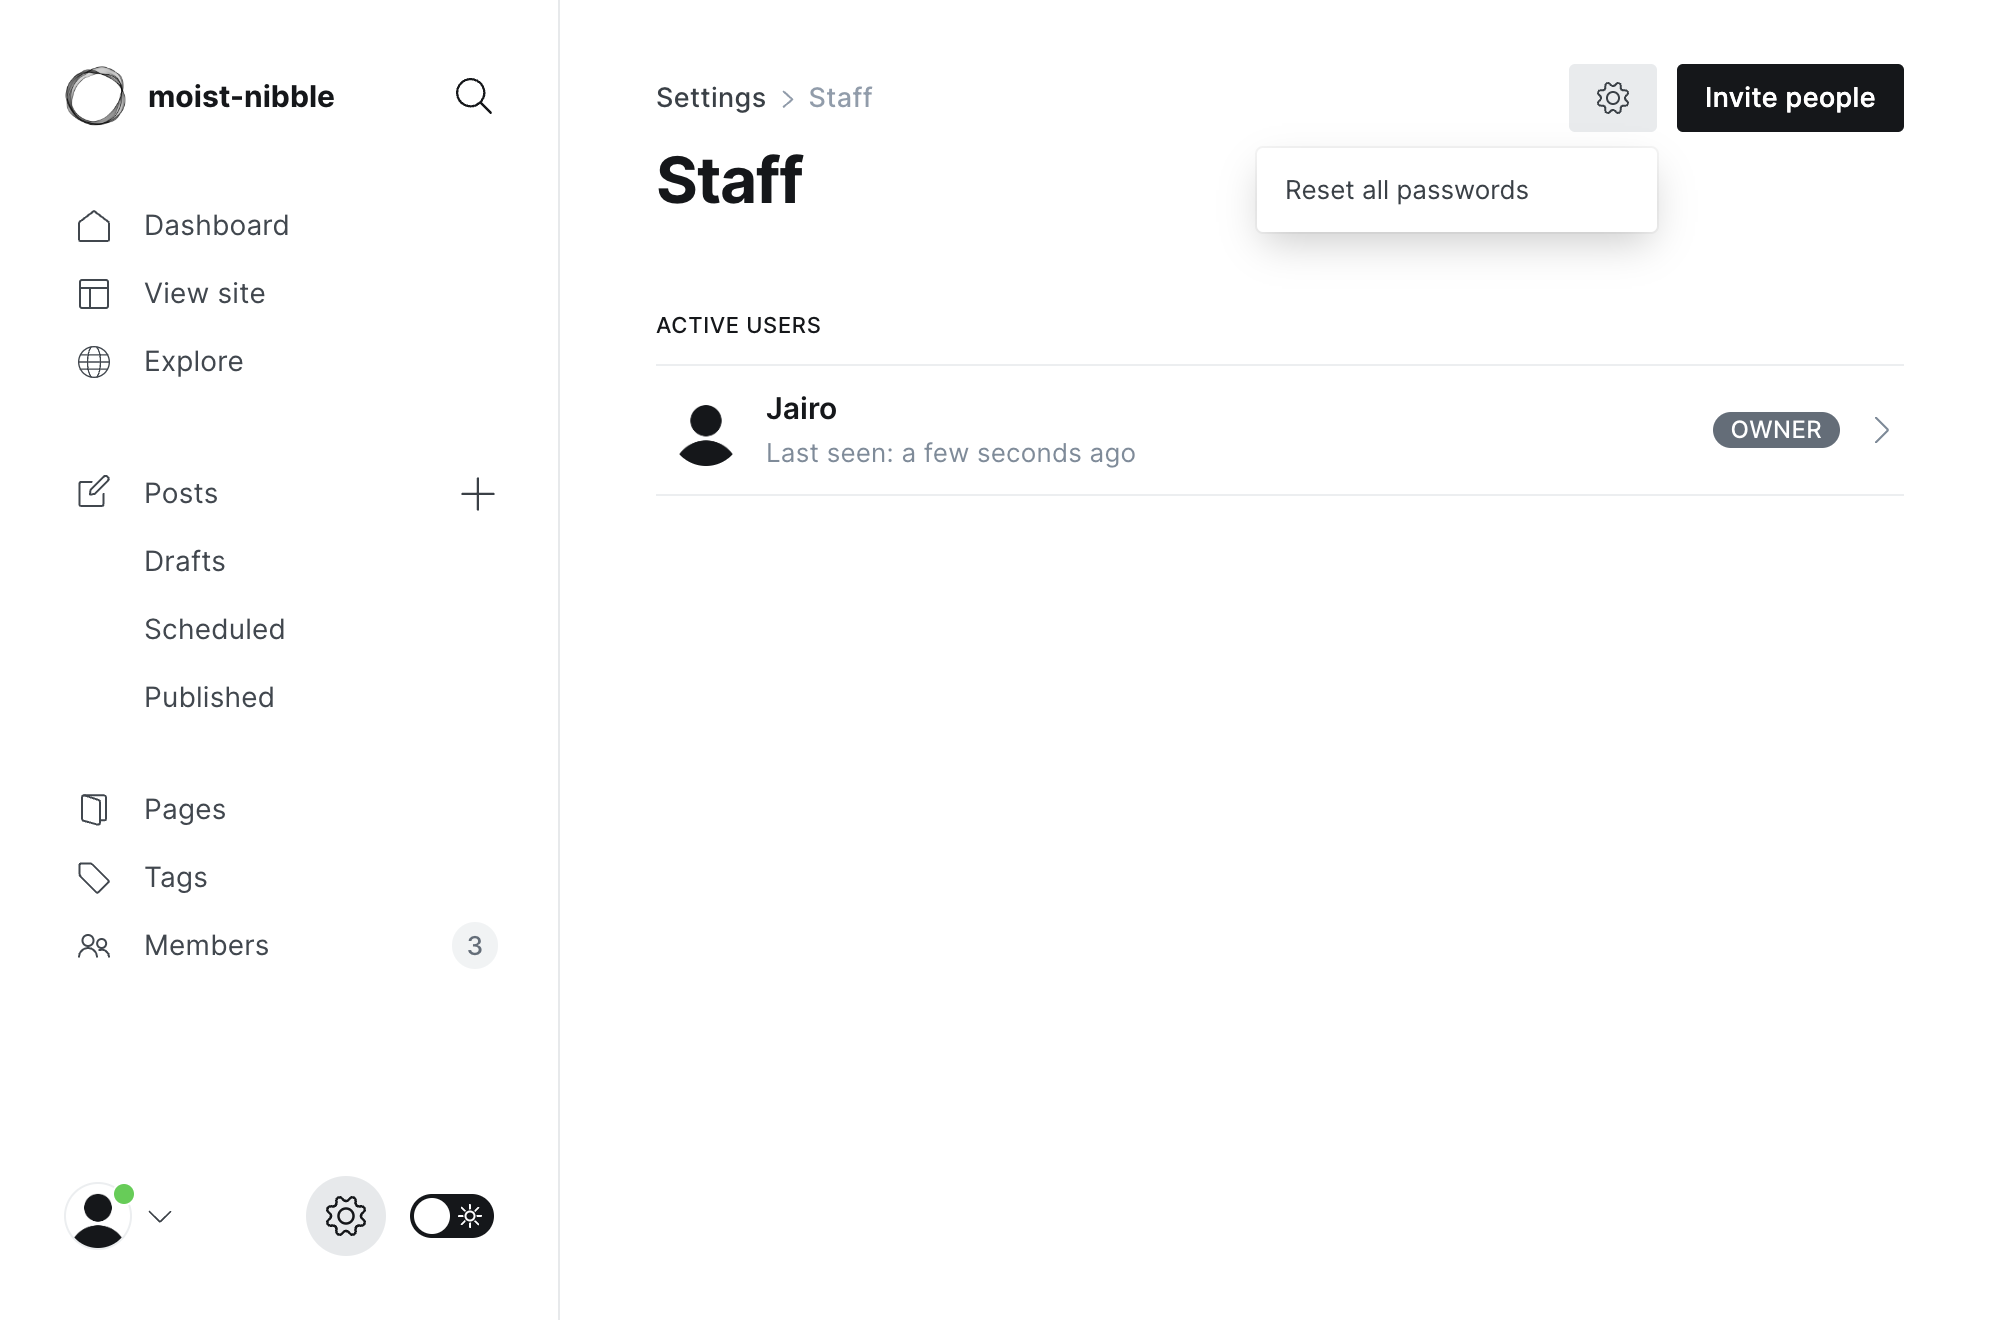 moist-nibble
Dashboard
View site
Explore
Posts
Drafts
Scheduled
Published
Pages
Tags
Members
3
Settings > Staff
Invite people
Staff
Reset all passwords
ACTIVE USERS
Jairo
Last seen: a few seconds ago
OWNER